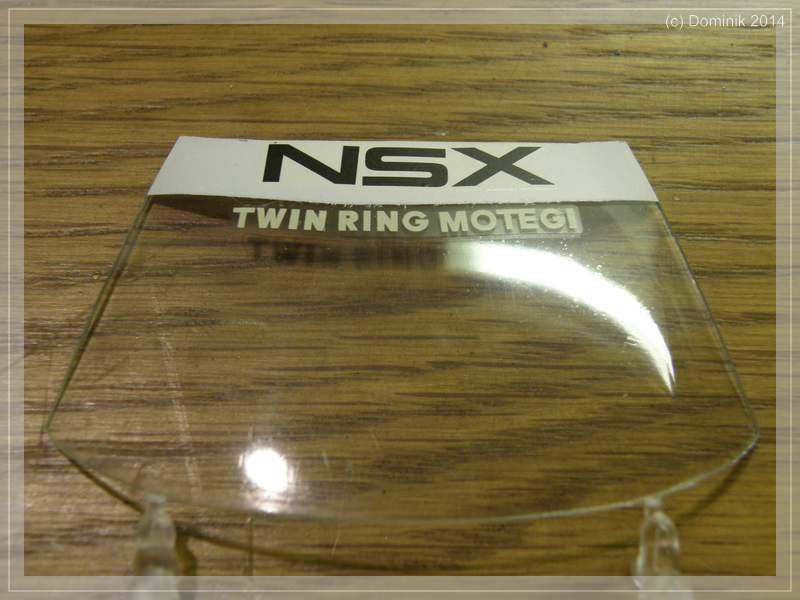 (c) Dominik 2014
NSX
TWIN RING MOTEGI